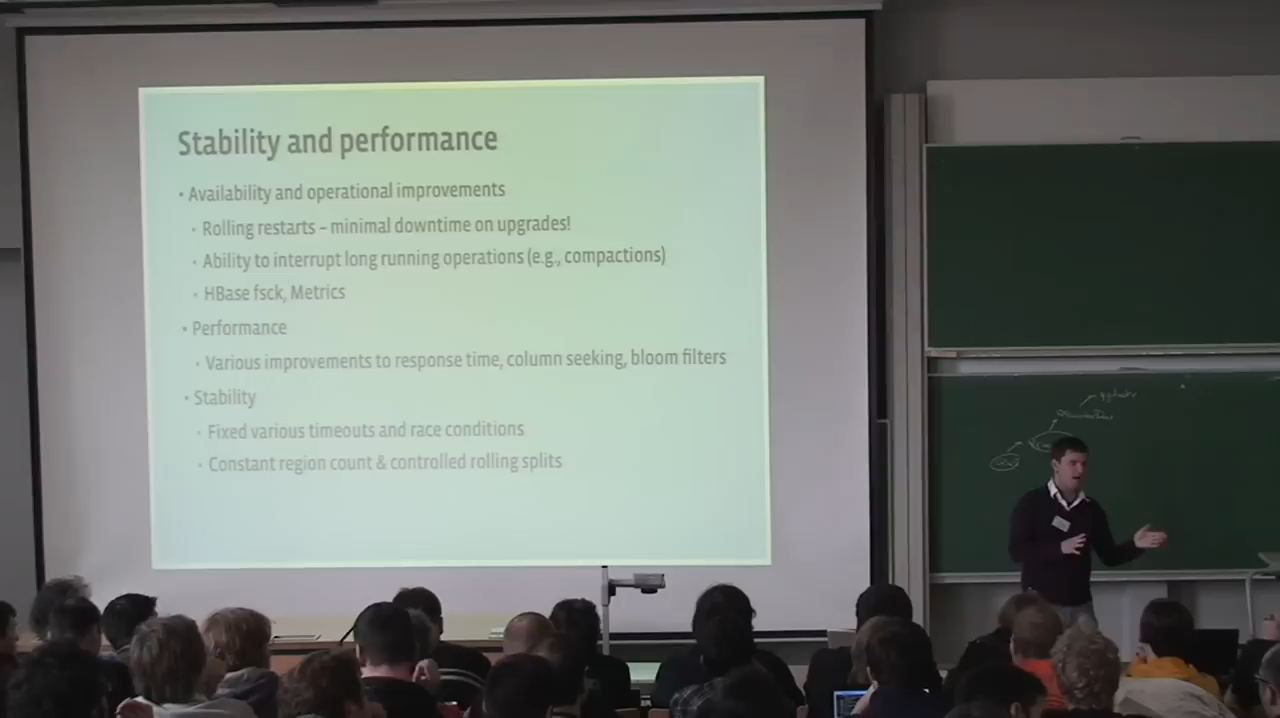 Stability and performance
• Availability and operational improvements
• Rolling restarts – minimal downtime on upgrades!
• Ability to interrupt long running operations (e.g., compactions)
• HBase fsck, Metrics
• Performance
• Various improvements to response time, column seeking, bloom filters
• Stability
• Fixed various timeouts and race conditions
• Constant region count & controlled rolling splits